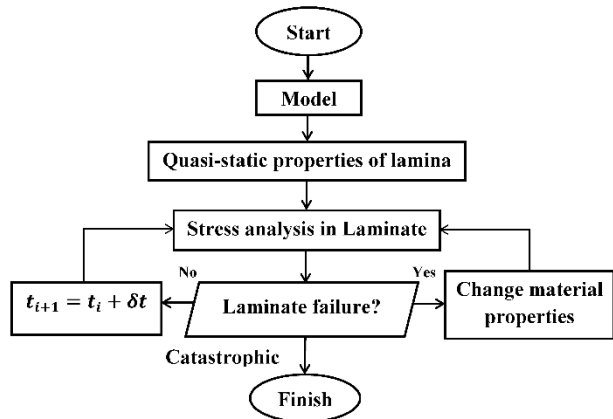 Start
Model
Quasi-static properties of lamina
Stress analysis in Laminate
No
Yes
t_{i+1} = t_i + δt
Laminate failure?
Change material
properties
Catastrophic
Finish